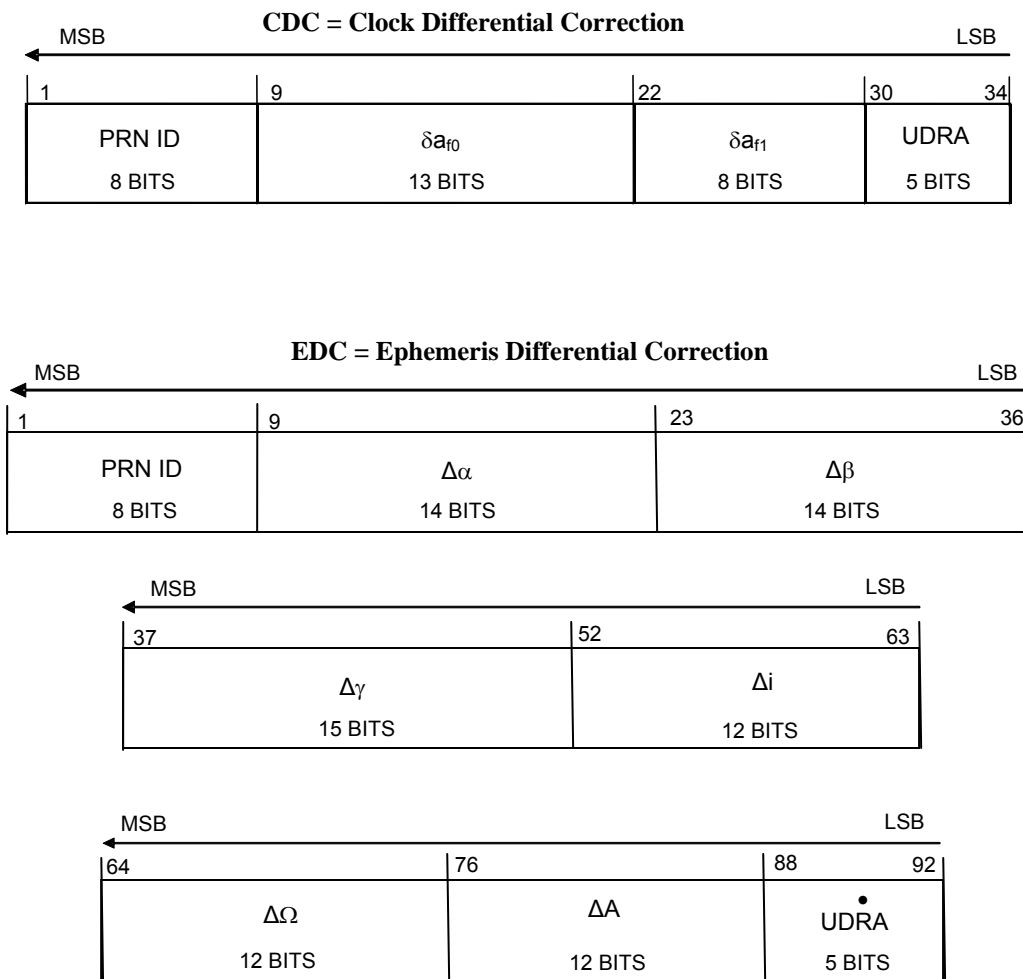 CDC = Clock Differential Correction
MSB LSB
1 9 22 30 34
PRN ID δaf0 δaf1 UDRA
8 BITS 13 BITS 8 BITS 5 BITS
EDC = Ephemeris Differential Correction
MSB LSB
1 9 23 36
PRN ID Δα Δβ
8 BITS 14 BITS 14 BITS
MSB LSB
37 52 63
Δγ Δi
15 BITS 12 BITS
MSB LSB
64 76 88 92
ΔΩ ΔA U̇DRA
12 BITS 12 BITS 5 BITS